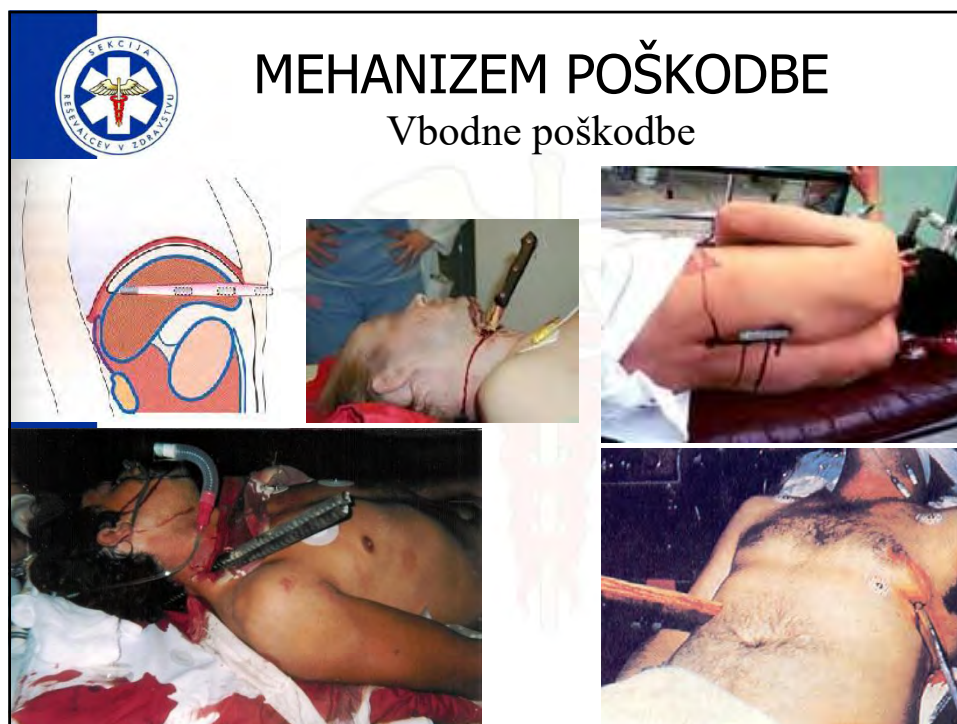 SEKCIJA
REŠEVALCEV V ZDRAVSTVU
MEHANIZEM POŠKODBE
Vbodne poškodbe